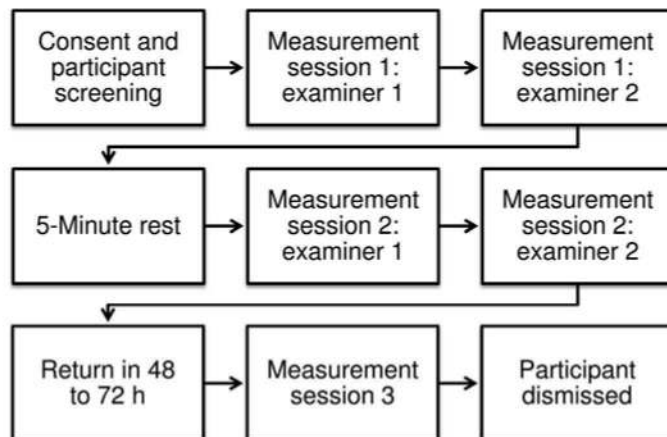 Consent and
participant
screening
Measurement
session 1:
examiner 1
Measurement
session 1:
examiner 2
5-Minute rest
Measurement
session 2:
examiner 1
Measurement
session 2:
examiner 2
Return in 48
to 72 h
Measurement
session 3
Participant
dismissed